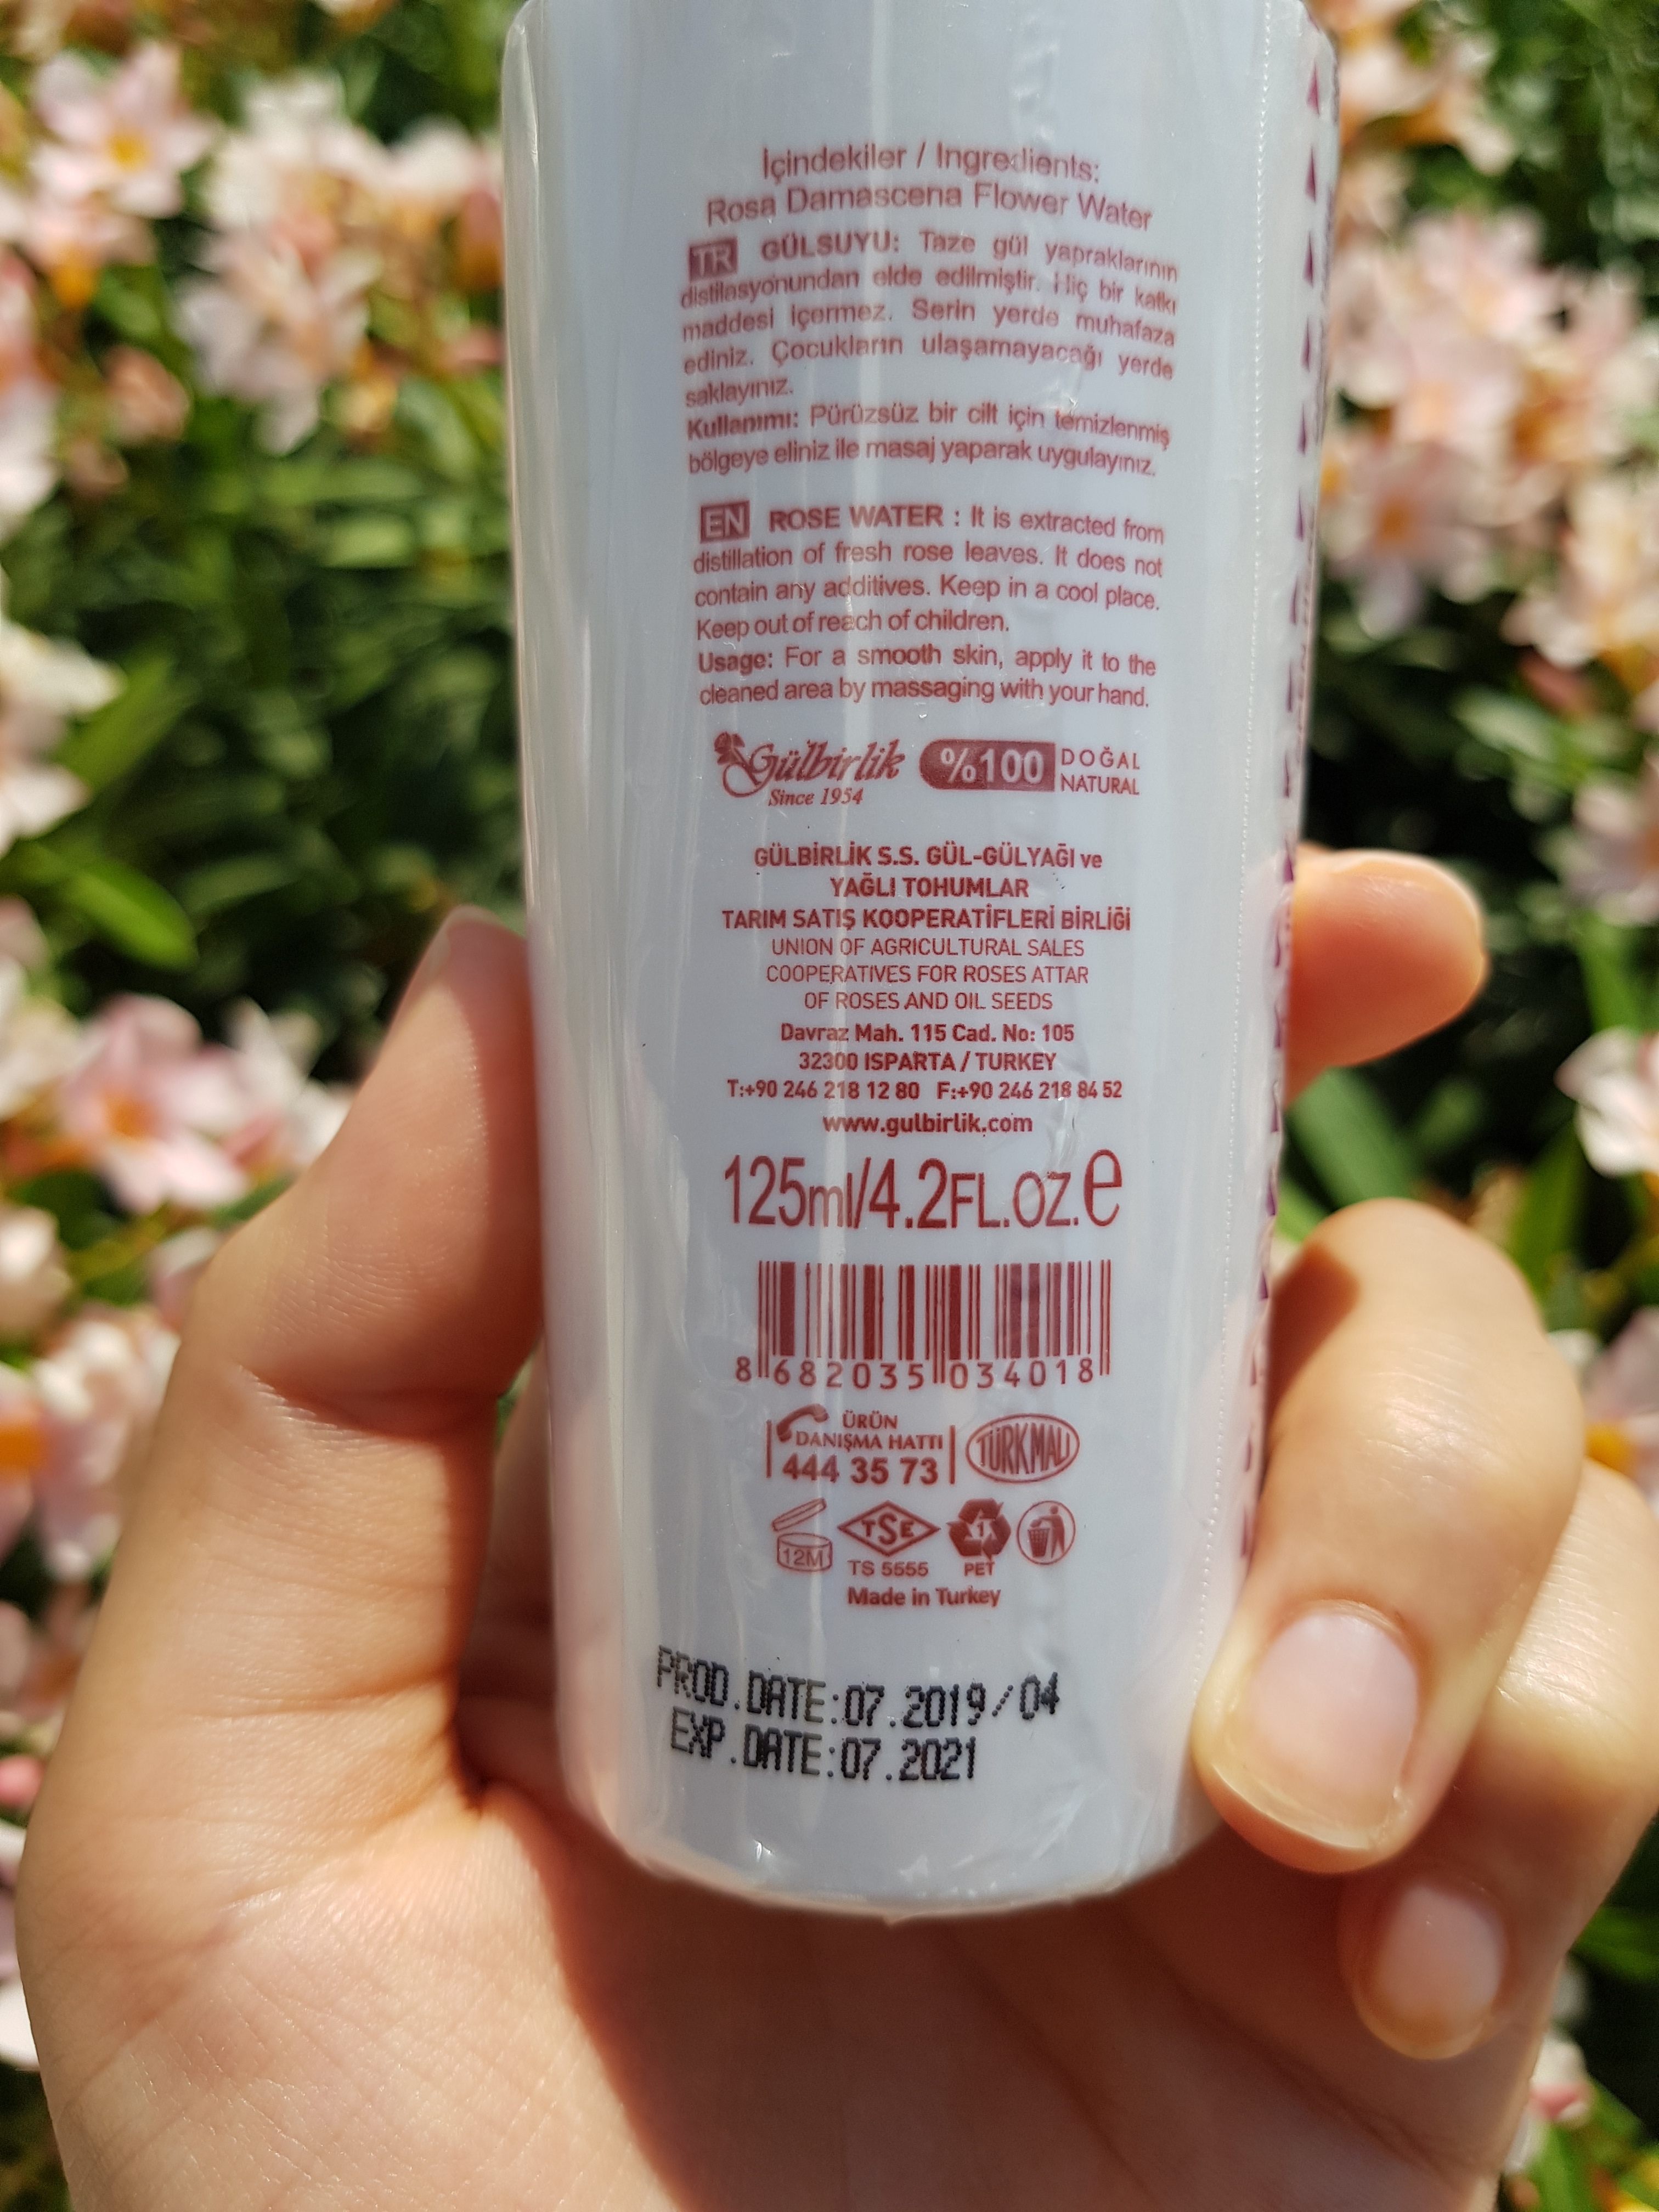 İçindekiler / Ingredients:
Rosa Damascena Flower Water
TR GÜLSUYU: Taze gül yapraklarının
distilasyonundan elde edilmiştir. Hiç bir katkı
maddesi içermez. Serin yerde muhafaza
ediniz. Çocukların ulaşamayacağı yerde
saklayınız.
Kullanımı: Pürüzsüz bir cilt için temizlenmiş
bölgeye eliniz ile masaj yaparak uygulayınız.
EN ROSE WATER : It is extracted from
distillation of fresh rose leaves. It does not
contain any additives. Keep in a cool place.
Keep out of reach of children.
Usage: For a smooth skin, apply it to the
cleaned area by massaging with your hand.
Gülbirlik
Since 1954
%100 DOĞAL
NATURAL
GÜLBİRLİK S.S. GÜL-GÜLYAĞI ve
YAĞLI TOHUMLAR
TARIM SATIŞ KOOPERATİFLERİ BİRLİĞİ
UNION OF AGRICULTURAL SALES
COOPERATIVES FOR ROSES ATTAR
OF ROSES AND OIL SEEDS
Davraz Mah. 115 Cad. No: 105
32300 ISPARTA / TURKEY
T:+90 246 218 12 80 F:+90 246 218 84 52
www.gulbirlik.com
125ml/4.2FL.OZ.e
8 682035 034018
ÜRÜN
DANIŞMA HATTI
444 35 73
TÜRK MALI
12M
TSE
TS 5555
1
PET
Made in Turkey
PROD.DATE:07.2019/04
EXP.DATE:07.2021